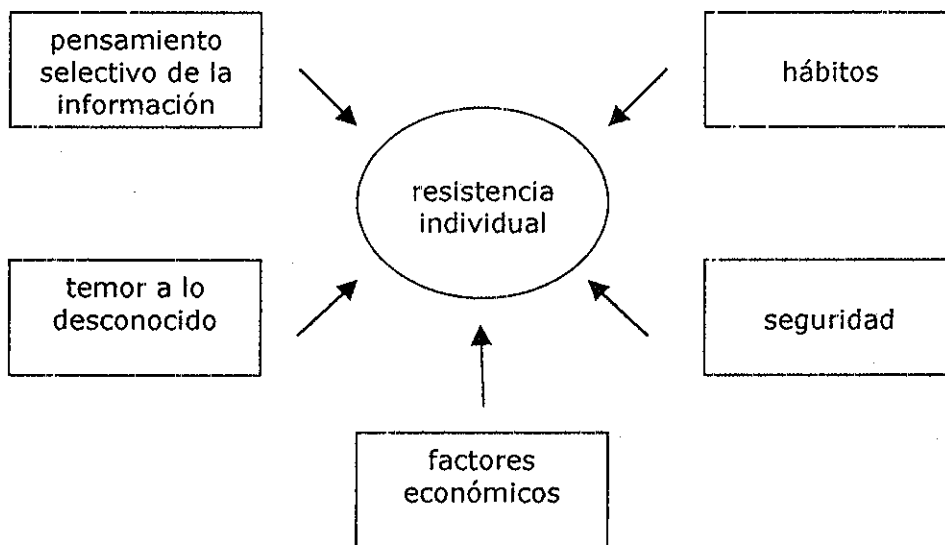 pensamiento
selectivo de la
información
hábitos
resistencia
individual
temor a lo
desconocido
seguridad
factores
económicos